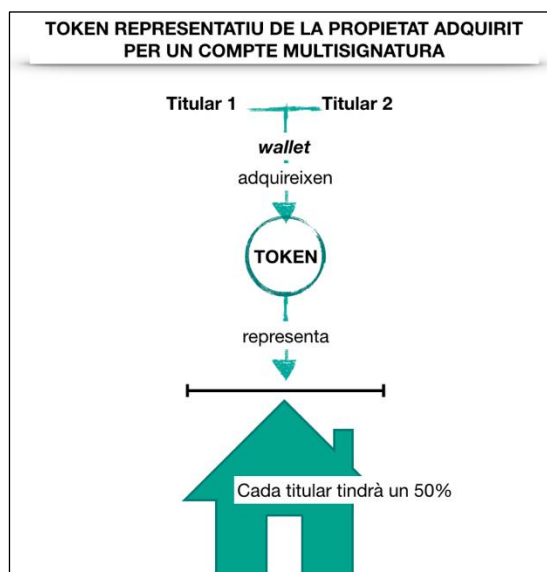 TOKEN REPRESENTATIU DE LA PROPIETAT ADQUIRIT
PER UN COMPTE MULTISIGNATURA
Titular 1 Titular 2
wallet
adquireixen
TOKEN
representa
Cada titular tindrà un 50%